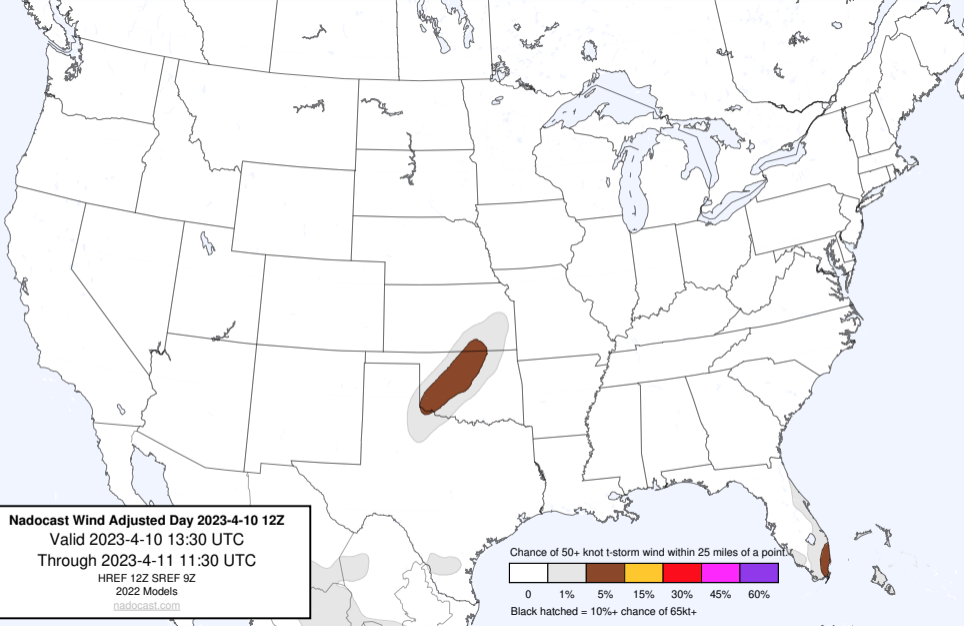 Nadocast Wind Adjusted Day 2023-4-10 12Z
Valid 2023-4-10 13:30 UTC
Through 2023-4-11 11:30 UTC
HREF 12Z SREF 9Z
2022 Models
nadocast.com
Chance of 50+ knot t-storm wind within 25 miles of a point.
0 1% 5% 15% 30% 45% 60%
Black hatched = 10%+ chance of 65kt+